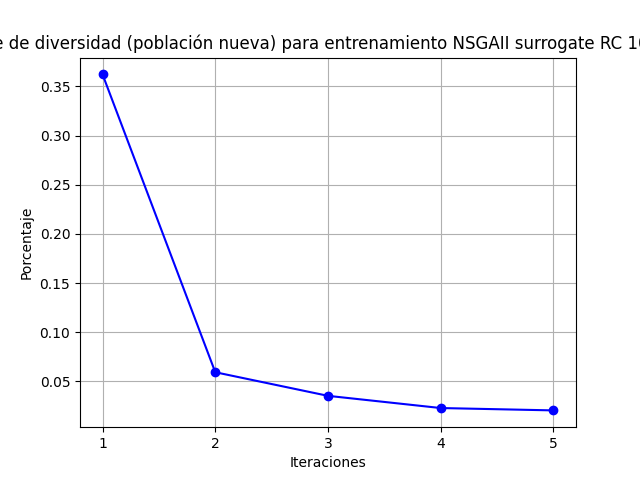 e de diversidad (población nueva) para entrenamiento NSGAII surrogate RC 10
0.35
0.30
0.25
0.20
0.15
0.10
0.05
Porcentaje
1 2 3 4 5
Iteraciones